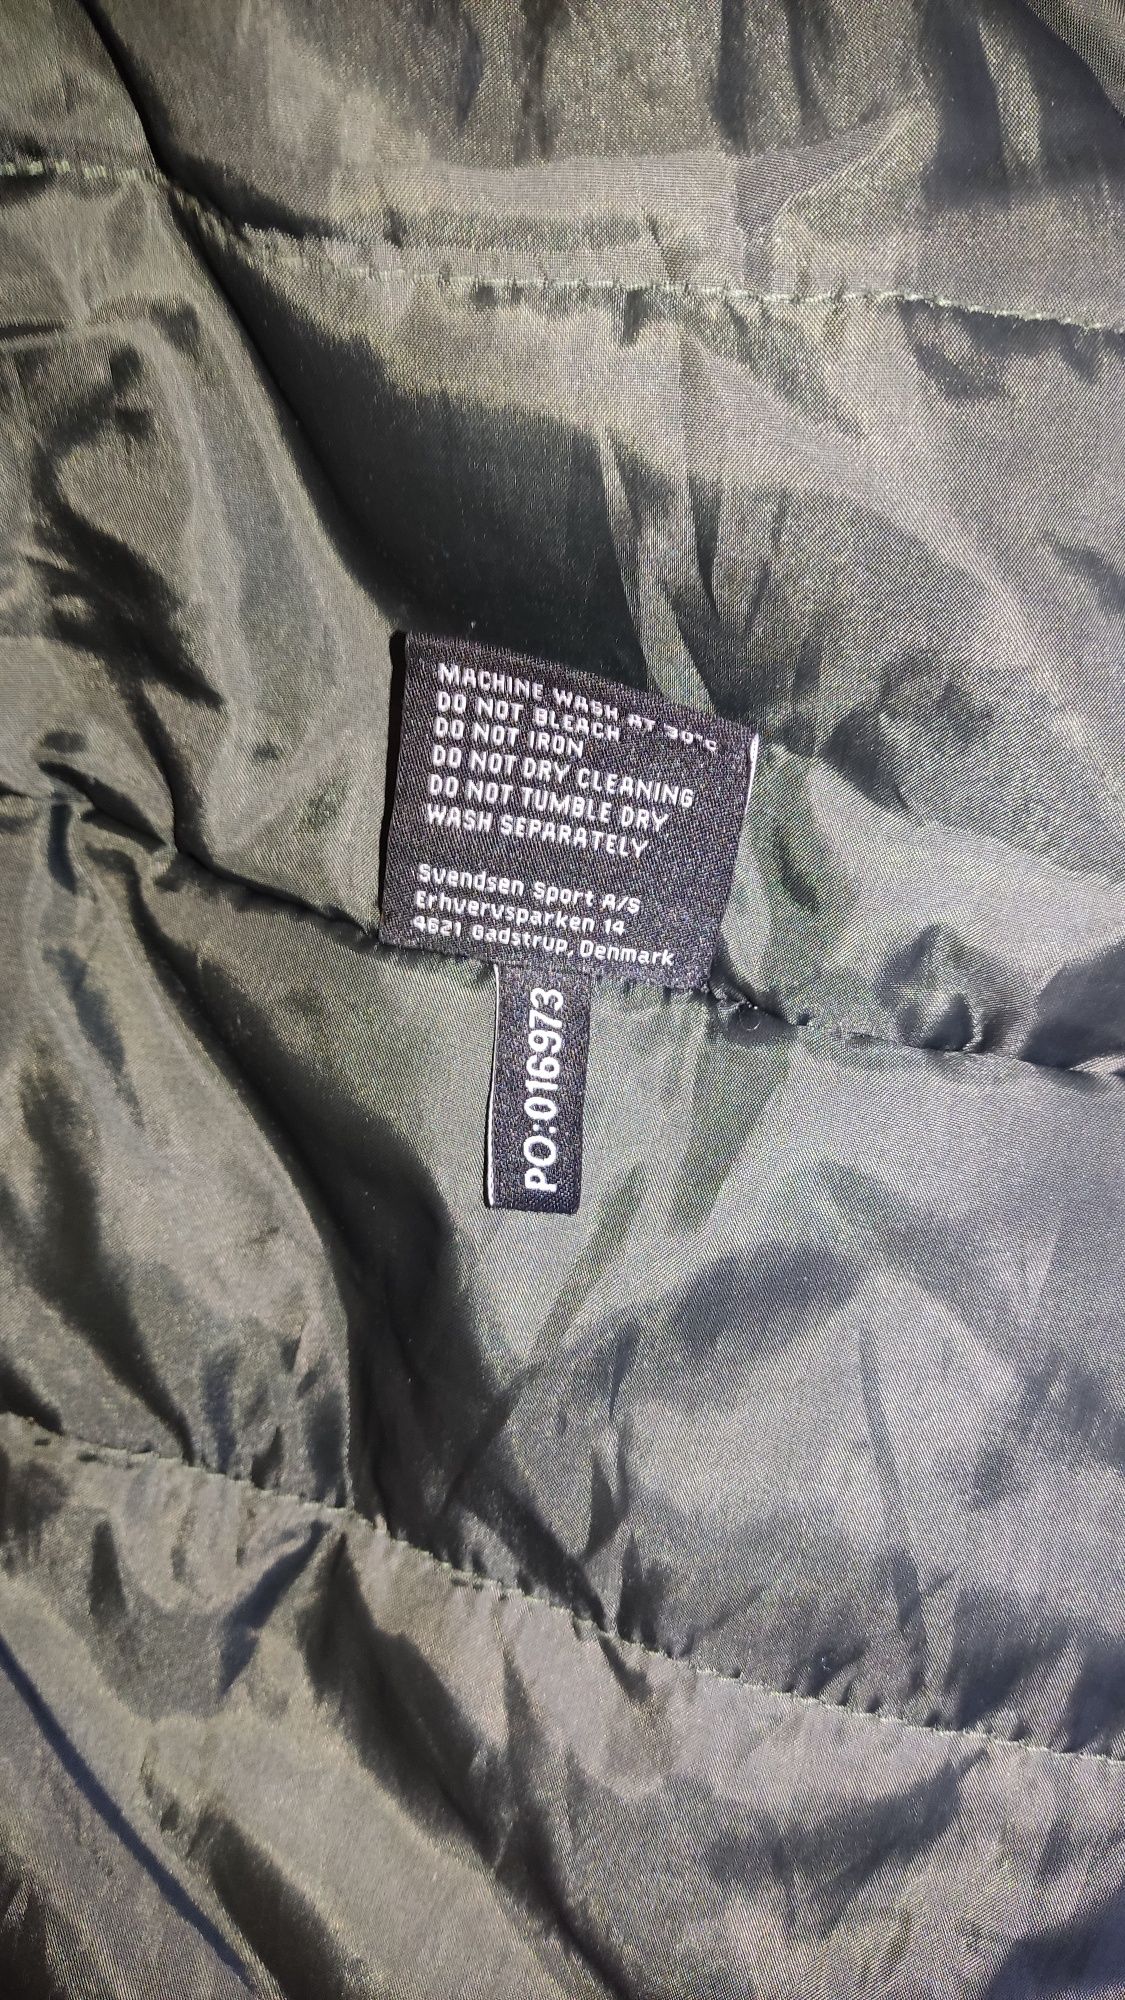 MACHINE WASH AT 30°C
DO NOT BLEACH
DO NOT IRON
DO NOT DRY CLEANING
DO NOT TUMBLE DRY
WASH SEPARATELY
Svendsen Sport A/S
Erhvervsparken 14
4621 Gadstrup, Denmark
PO:016973